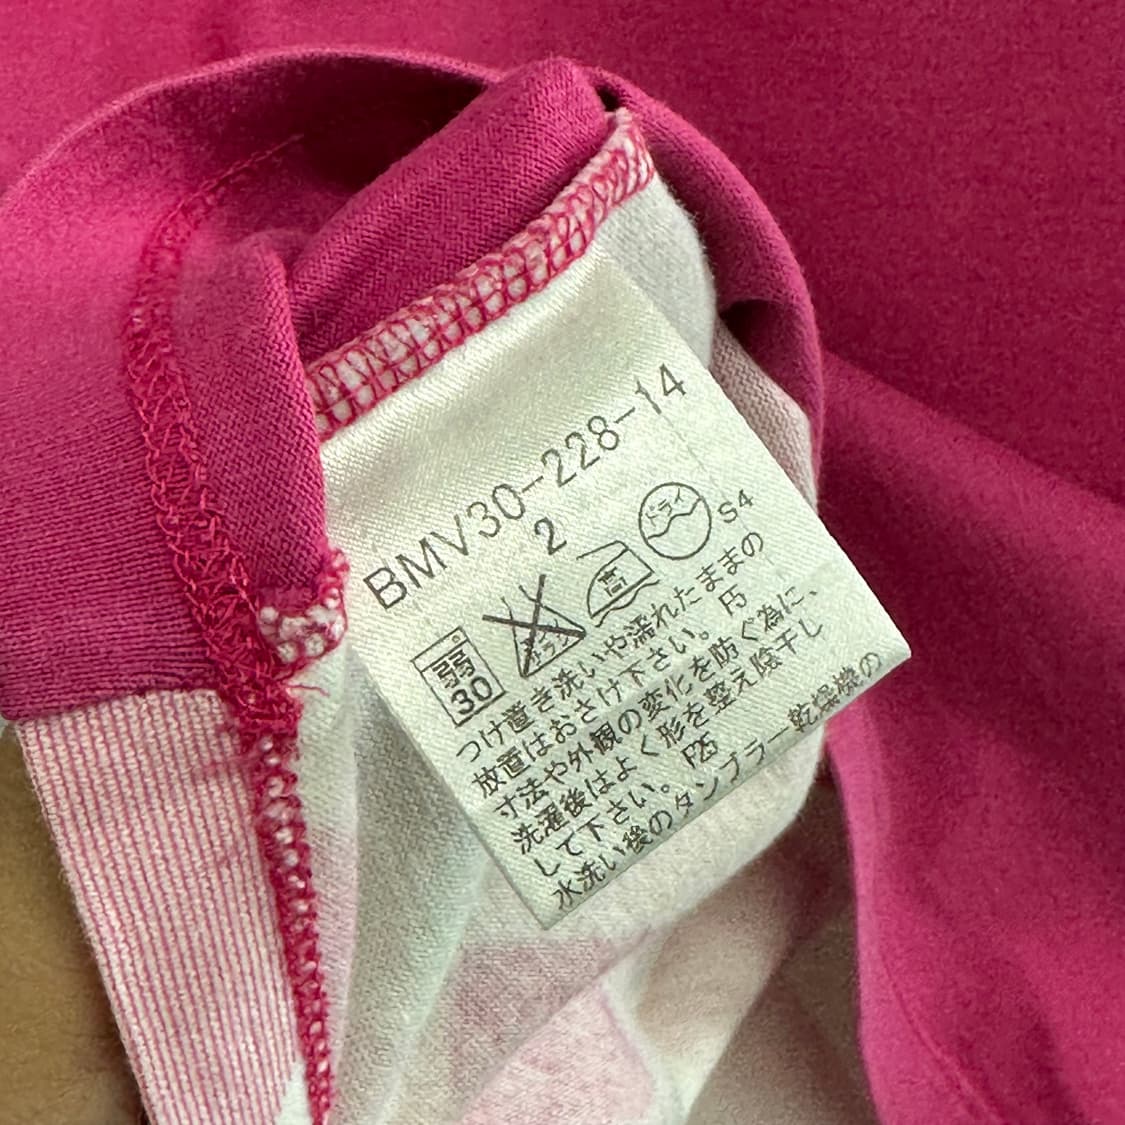 BMV30-228-14
2
弱
30
高
ドライ
S4
つけ置き洗いや濡れたままの
放置はおさけ下さい。 F5
寸法や外観の変化を防ぐ為に、
洗濯後はよく形を整え陰干し
して下さい。 F25
水洗い後のタンブラー乾燥機の